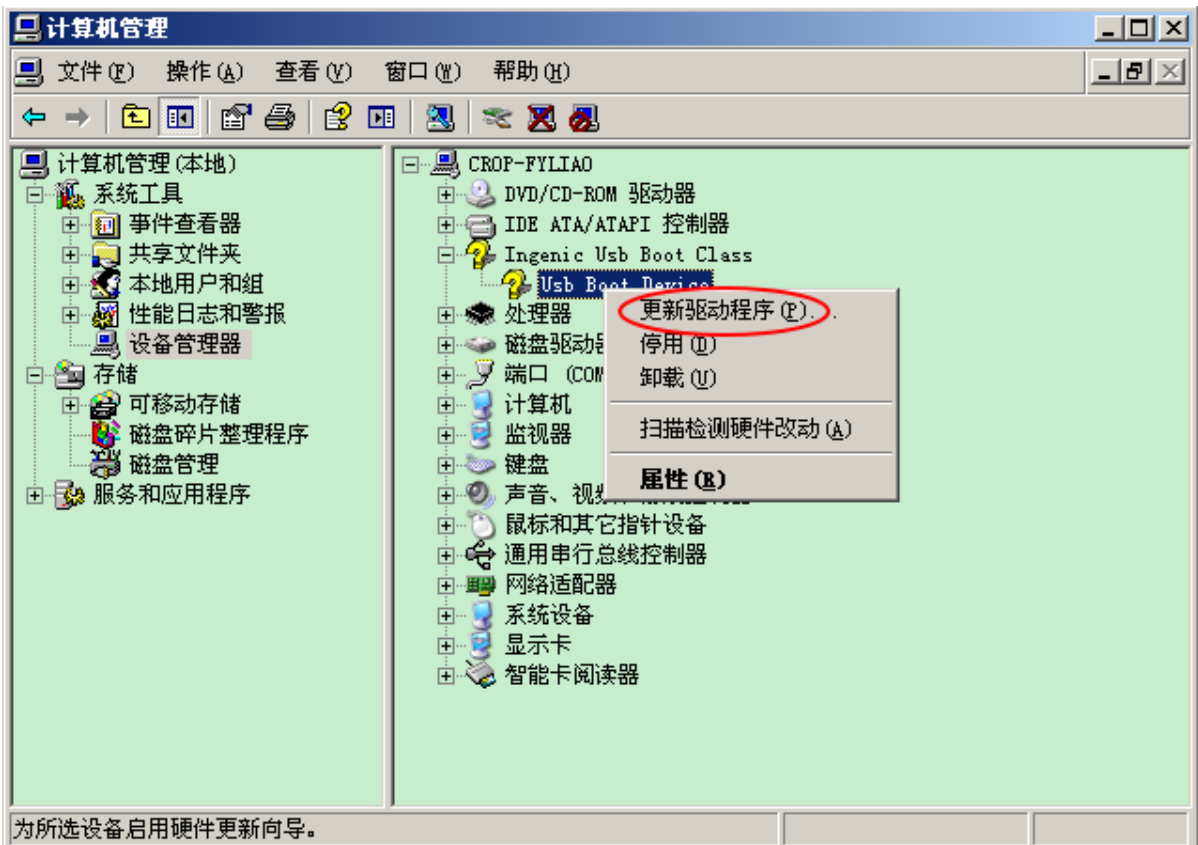 计算机管理
文件(F) 操作(A) 查看(V) 窗口(W) 帮助(H)
计算机管理(本地)
系统工具
事件查看器
共享文件夹
本地用户和组
性能日志和警报
设备管理器
存储
可移动存储
磁盘碎片整理程序
磁盘管理
服务和应用程序
CROP-FYLIAO
DVD/CD-ROM 驱动器
IDE ATA/ATAPI 控制器
Ingenic Usb Boot Class
Usb Boot Device
处理器
磁盘驱动
端口 (COM
计算机
监视器
键盘
声音、视
鼠标和其它指针设备
通用串行总线控制器
网络适配器
系统设备
显示卡
智能卡阅读器
更新驱动程序(P)...
停用(D)
卸载(U)
扫描检测硬件改动(A)
属性(R)
为所选设备启用硬件更新向导。